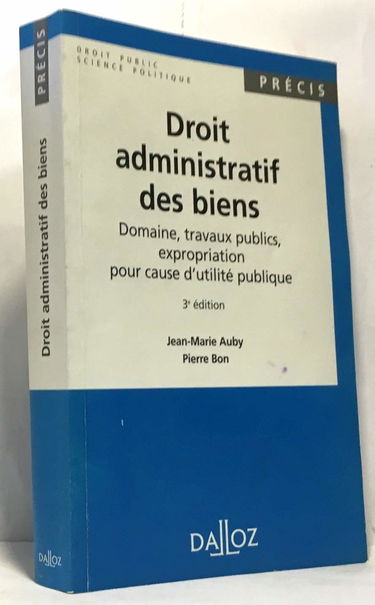 PRÉCIS
Droit administratif des biens
DALLOZ
DROIT PUBLIC
SCIENCE POLITIQUE
PRÉCIS
Droit
administratif
des biens
Domaine, travaux publics,
expropriation
pour cause d'utilité publique
3e édition
Jean-Marie Auby
Pierre Bon
DALLOZ